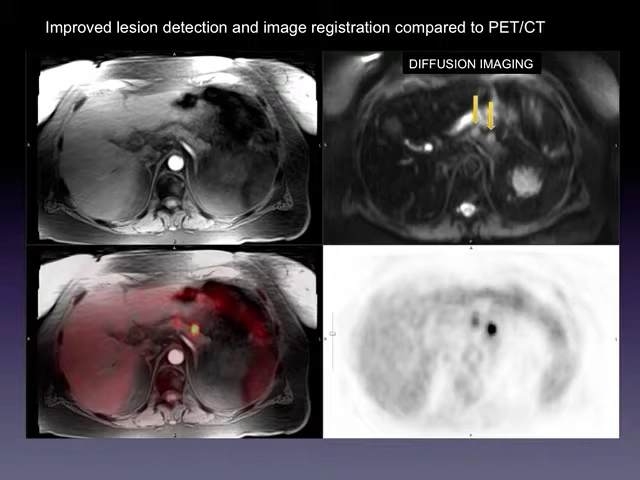 Improved lesion detection and image registration compared to PET/CT
DIFFUSION IMAGING